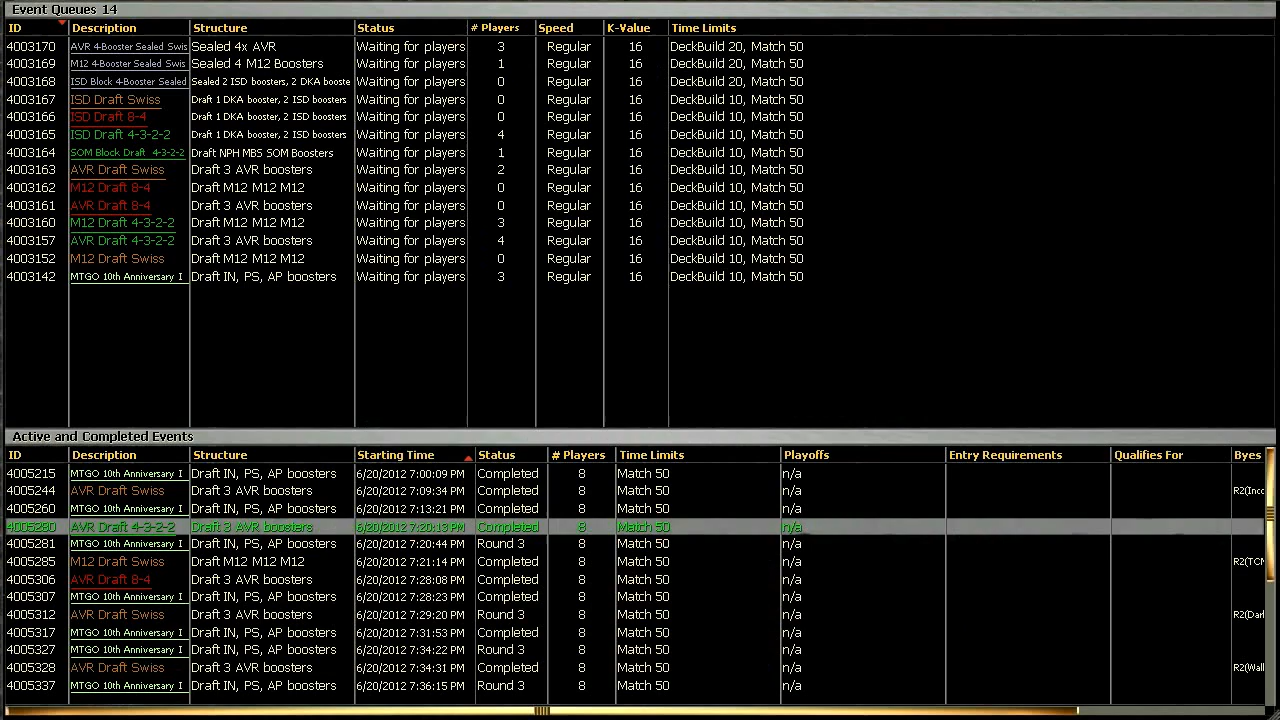 Event Queues 14
ID Description Structure Status # Players Speed K-Value Time Limits
4003170 AVR 4-Booster Sealed Swis Sealed 4x AVR Waiting for players 3 Regular 16 DeckBuild 20, Match 50
4003169 M12 4-Booster Sealed Swis Sealed 4 M12 Boosters Waiting for players 1 Regular 16 DeckBuild 20, Match 50
4003168 ISD Block 4-Booster Sealed Sealed 2 ISD boosters, 2 DKA booste Waiting for players 0 Regular 16 DeckBuild 20, Match 50
4003167 ISD Draft Swiss Draft 1 DKA booster, 2 ISD boosters Waiting for players 0 Regular 16 DeckBuild 10, Match 50
4003166 ISD Draft 8-4 Draft 1 DKA booster, 2 ISD boosters Waiting for players 0 Regular 16 DeckBuild 10, Match 50
4003165 ISD Draft 4-3-2-2 Draft 1 DKA booster, 2 ISD boosters Waiting for players 4 Regular 16 DeckBuild 10, Match 50
4003164 SOM Block Draft 4-3-2-2 Draft NPH MBS SOM Boosters Waiting for players 1 Regular 16 DeckBuild 10, Match 50
4003163 AVR Draft Swiss Draft 3 AVR boosters Waiting for players 2 Regular 16 DeckBuild 10, Match 50
4003162 M12 Draft 8-4 Draft M12 M12 M12 Waiting for players 0 Regular 16 DeckBuild 10, Match 50
4003161 AVR Draft 8-4 Draft 3 AVR boosters Waiting for players 0 Regular 16 DeckBuild 10, Match 50
4003160 M12 Draft 4-3-2-2 Draft M12 M12 M12 Waiting for players 3 Regular 16 DeckBuild 10, Match 50
4003157 AVR Draft 4-3-2-2 Draft 3 AVR boosters Waiting for players 4 Regular 16 DeckBuild 10, Match 50
4003152 M12 Draft Swiss Draft M12 M12 M12 Waiting for players 0 Regular 16 DeckBuild 10, Match 50
4003142 MTGO 10th Anniversary I Draft IN, PS, AP boosters Waiting for players 3 Regular 16 DeckBuild 10, Match 50
Active and Completed Events
ID Description Structure Starting Time Status # Players Time Limits Playoffs Entry Requirements Qualifies For Byes
4005215 MTGO 10th Anniversary I Draft IN, PS, AP boosters 6/20/2012 7:00:09 PM Completed 8 Match 50 n/a
4005244 AVR Draft Swiss Draft 3 AVR boosters 6/20/2012 7:09:34 PM Completed 8 Match 50 n/a R2(Inco
4005260 MTGO 10th Anniversary I Draft IN, PS, AP boosters 6/20/2012 7:13:21 PM Completed 8 Match 50 n/a
4005280 AVR Draft 4-3-2-2 Draft 3 AVR boosters 6/20/2012 7:20:13 PM Completed 8 Match 50 n/a
4005281 MTGO 10th Anniversary I Draft IN, PS, AP boosters 6/20/2012 7:20:44 PM Round 3 8 Match 50 n/a
4005285 M12 Draft Swiss Draft M12 M12 M12 6/20/2012 7:21:14 PM Completed 8 Match 50 n/a R2(TCM
4005306 AVR Draft 8-4 Draft 3 AVR boosters 6/20/2012 7:28:08 PM Completed 8 Match 50 n/a
4005307 MTGO 10th Anniversary I Draft IN, PS, AP boosters 6/20/2012 7:28:23 PM Completed 8 Match 50 n/a
4005312 AVR Draft Swiss Draft 3 AVR boosters 6/20/2012 7:29:20 PM Round 3 8 Match 50 n/a R2(Darl
4005317 MTGO 10th Anniversary I Draft IN, PS, AP boosters 6/20/2012 7:31:53 PM Completed 8 Match 50 n/a
4005327 MTGO 10th Anniversary I Draft IN, PS, AP boosters 6/20/2012 7:34:22 PM Round 3 8 Match 50 n/a
4005328 AVR Draft Swiss Draft 3 AVR boosters 6/20/2012 7:34:31 PM Completed 8 Match 50 n/a R2(Wall
4005337 MTGO 10th Anniversary I Draft IN, PS, AP boosters 6/20/2012 7:36:15 PM Round 3 8 Match 50 n/a